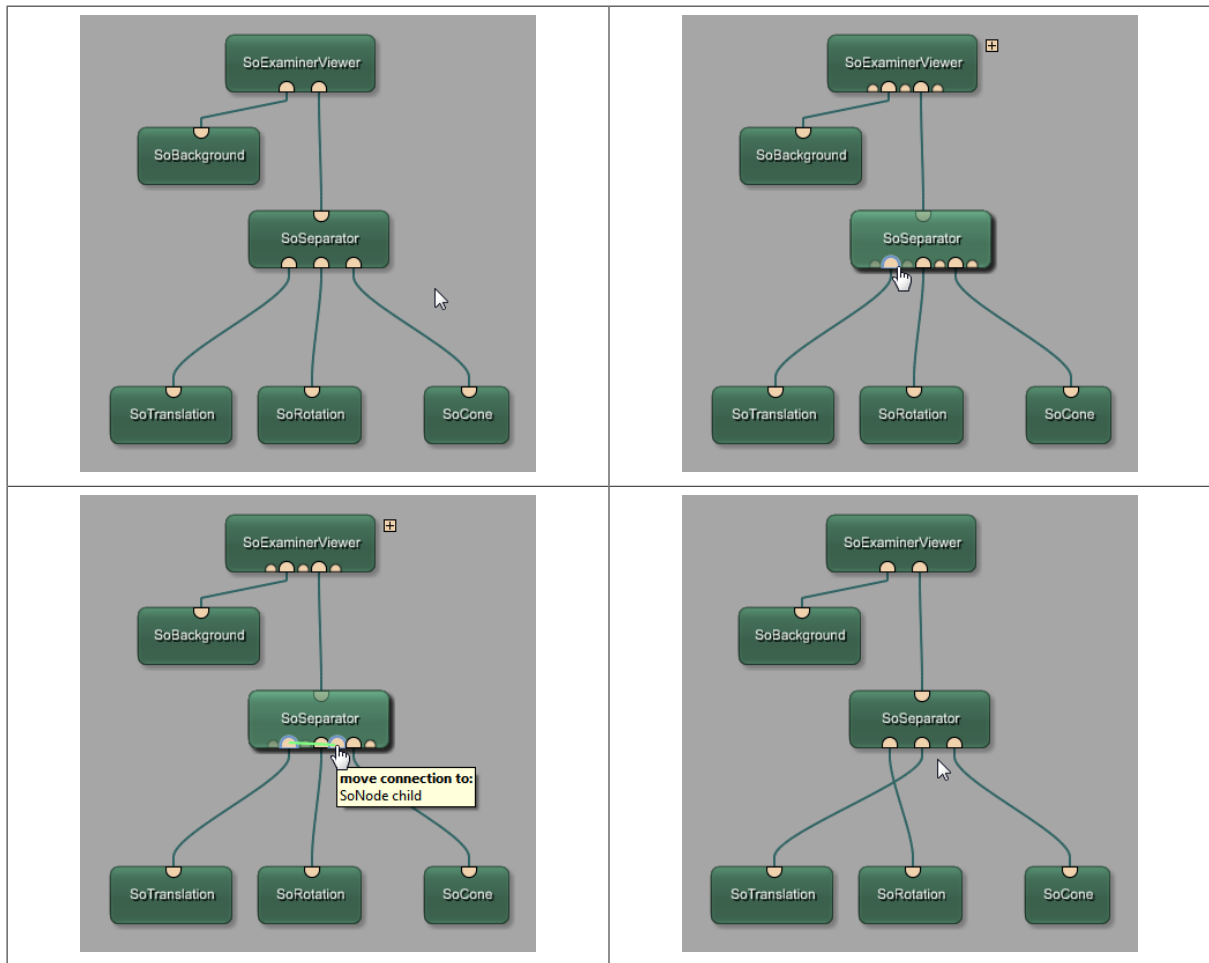 SoExaminerViewer
SoBackground
SoSeparator
SoTranslation
SoRotation
SoCone
SoExaminerViewer
SoBackground
SoSeparator
SoTranslation
SoRotation
SoCone
SoExaminerViewer
SoBackground
SoSeparator
move connection to:
SoNode child
SoTranslation
SoRotation
SoCone
SoExaminerViewer
SoBackground
SoSeparator
SoTranslation
SoRotation
SoCone